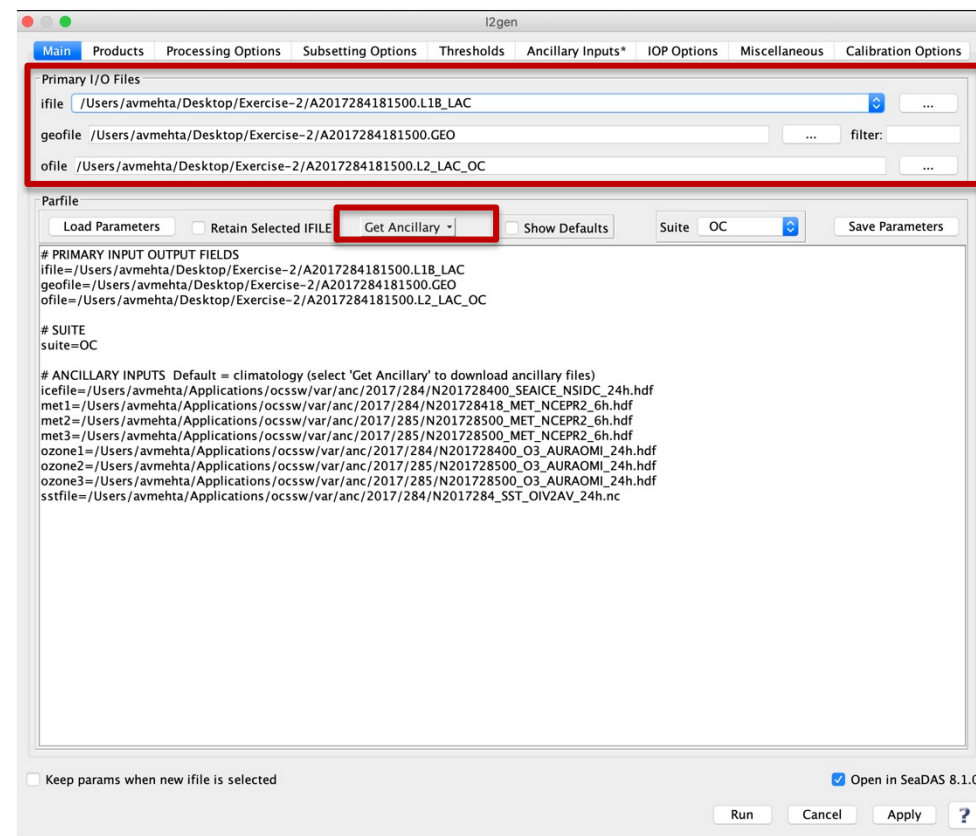 l2gen
Main Products Processing Options Subsetting Options Thresholds Ancillary Inputs* IOP Options Miscellaneous Calibration Options
Primary I/O Files
ifile /Users/avmehta/Desktop/Exercise-2/A2017284181500.L1B_LAC ...
geofile /Users/avmehta/Desktop/Exercise-2/A2017284181500.GEO ... filter:
ofile /Users/avmehta/Desktop/Exercise-2/A2017284181500.L2_LAC_OC ...
Parfile
Load Parameters Retain Selected IFILE Get Ancillary Show Defaults Suite OC Save Parameters
# PRIMARY INPUT OUTPUT FIELDS
ifile=/Users/avmehta/Desktop/Exercise-2/A2017284181500.L1B_LAC
geofile=/Users/avmehta/Desktop/Exercise-2/A2017284181500.GEO
ofile=/Users/avmehta/Desktop/Exercise-2/A2017284181500.L2_LAC_OC
# SUITE
suite=OC
# ANCILLARY INPUTS Default = climatology (select 'Get Ancillary' to download ancillary files)
icefile=/Users/avmehta/Applications/ocssw/var/anc/2017/284/N201728400_SEAICE_NSIDC_24h.hdf
met1=/Users/avmehta/Applications/ocssw/var/anc/2017/284/N201728418_MET_NCEPR2_6h.hdf
met2=/Users/avmehta/Applications/ocssw/var/anc/2017/285/N201728500_MET_NCEPR2_6h.hdf
met3=/Users/avmehta/Applications/ocssw/var/anc/2017/285/N201728500_MET_NCEPR2_6h.hdf
ozone1=/Users/avmehta/Applications/ocssw/var/anc/2017/284/N201728400_O3_AURAOMI_24h.hdf
ozone2=/Users/avmehta/Applications/ocssw/var/anc/2017/285/N201728500_O3_AURAOMI_24h.hdf
ozone3=/Users/avmehta/Applications/ocssw/var/anc/2017/285/N201728500_O3_AURAOMI_24h.hdf
sstfile=/Users/avmehta/Applications/ocssw/var/anc/2017/284/N2017284_SST_OIV2AV_24h.nc
Keep params when new ifile is selected Open in SeaDAS 8.1.0
Run Cancel Apply ?